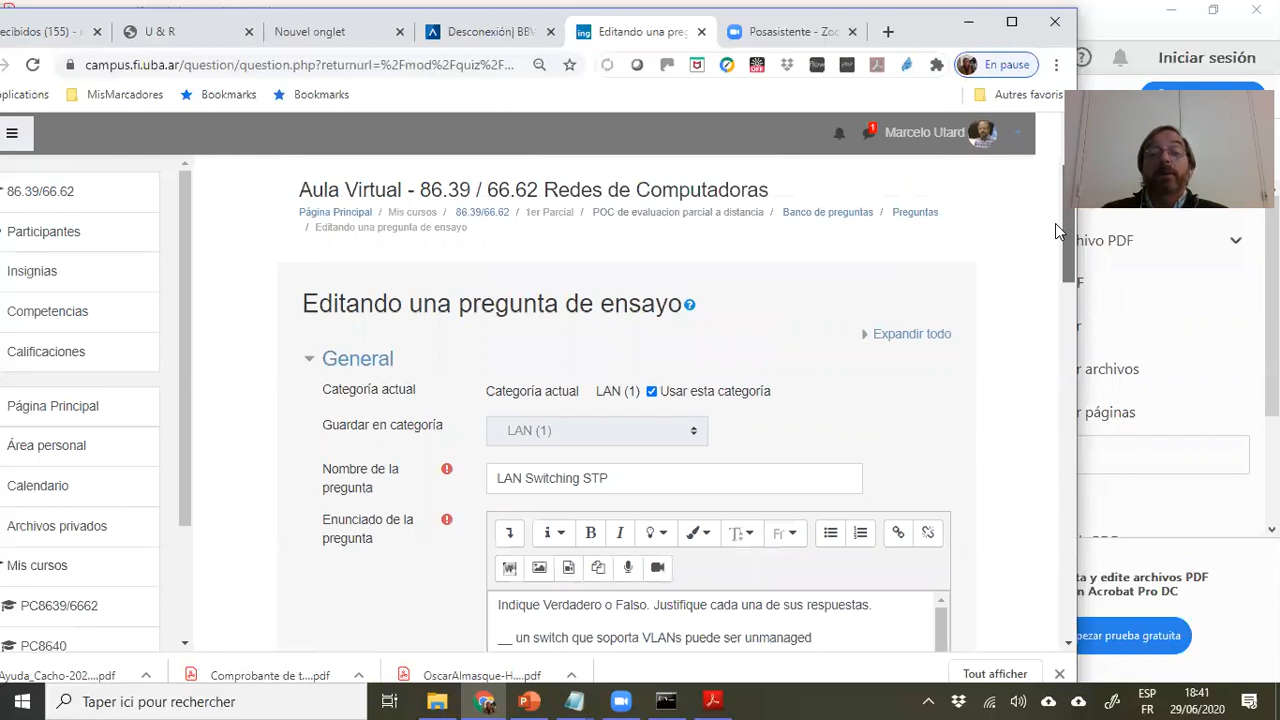 ecibidos (155)
U & R
Nouvel onglet
Desconexión| BBV
Editando una preg
Posasistente - Zoo
campus.fi.uba.ar/question/question.php?returnurl=%2Fmod%2Fquiz%2F...
En pause
Iniciar sesión
plications
MisMarcadores
Bookmarks
Bookmarks
Autres favoris
1
Marcelo Utard
86.39/66.62
Participantes
Insignias
Competencias
Calificaciones
Página Principal
Área personal
Calendario
Archivos privados
Mis cursos
PC8639/6662
PC8640
Aula Virtual - 86.39 / 66.62 Redes de Computadoras
Página Principal / Mis cursos / 86.39/66.62 / 1er Parcial / POC de evaluacion parcial a distancia / Banco de preguntas / Preguntas
/ Editando una pregunta de ensayo
Editando una pregunta de ensayo
Expandir todo
General
Categoría actual
Categoría actual LAN (1) Usar esta categoría
Guardar en categoría
LAN (1)
Nombre de la
pregunta
LAN Switching STP
Enunciado de la
pregunta
Indique Verdadero o Falso. Justifique cada una de sus respuestas.
___ un switch que soporta VLANs puede ser unmanaged
hivo PDF
F
r
r archivos
r páginas
ta y edite archivos PDF
n Acrobat Pro DC
pezar prueba gratuita
Ayuda_Cacho-202....pdf
Comprobante de t....pdf
OscarAlmasque-H....pdf
Tout afficher
Taper ici pour rechercher
ESP
FR
18:41
29/06/2020